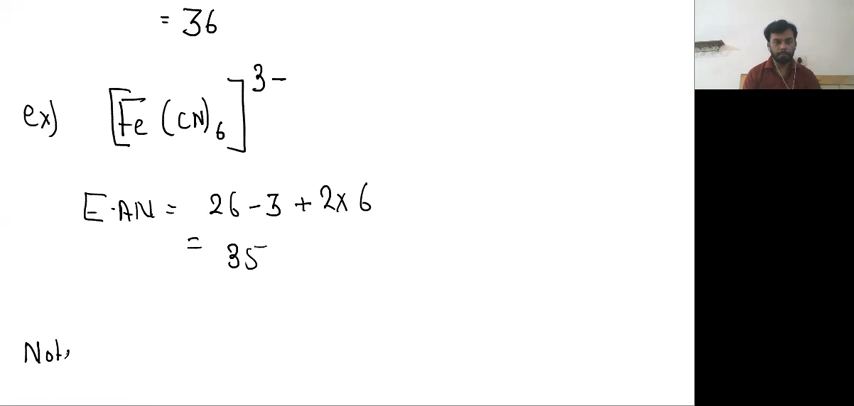 = 36
ex) [Fe (CN)6]3-
E.AN = 26 - 3 + 2x6
= 35
Not,